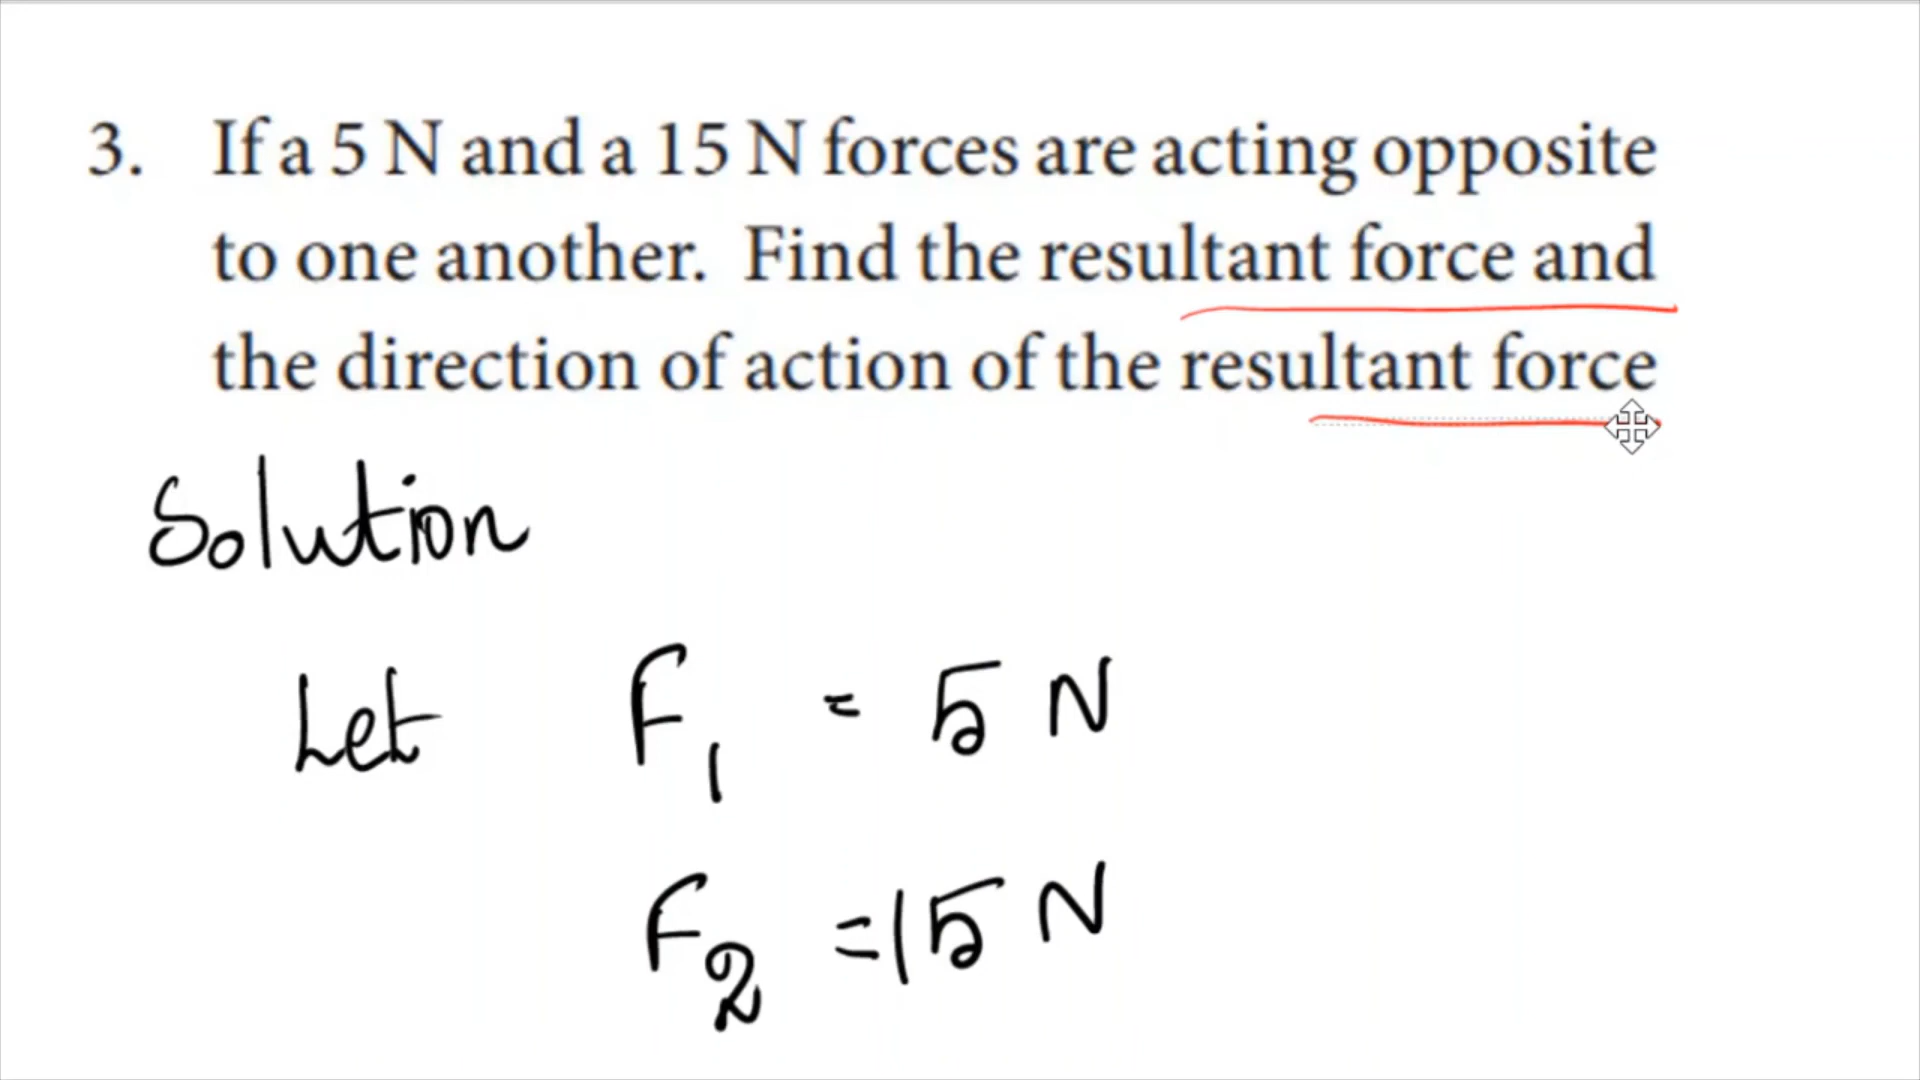 3. If a 5 N and a 15 N forces are acting opposite
to one another. Find the resultant force and
the direction of action of the resultant force
Solution
Let F₁ = 5 N
F₂ = 15 N